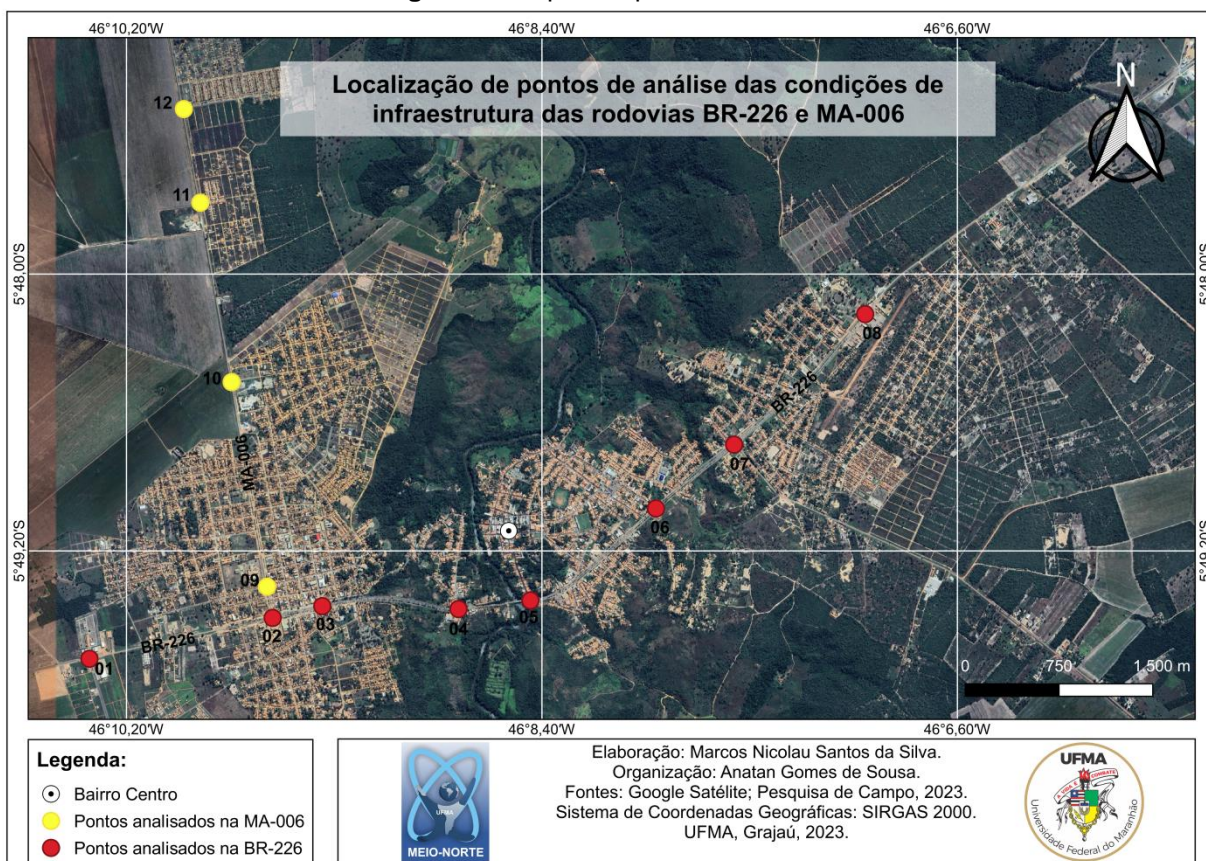 46°10,20'W 46°8,40'W 46°6,60'W
Localização de pontos de análise das condições de
infraestrutura das rodovias BR-226 e MA-006
N
12
11
5°48,00'S 5°48,00'S
08
10
BR-226
MA-006
07
06
5°49,20'S 5°49,20'S
09
02
03
04
05
BR-226
01
0 750 1.500 m
46°10,20'W 46°8,40'W 46°6,60'W
Legenda:
Bairro Centro
Pontos analisados na MA-006
Pontos analisados na BR-226
UFMA
MEIO-NORTE
Elaboração: Marcos Nicolau Santos da Silva.
Organização: Anatan Gomes de Sousa.
Fontes: Google Satélite; Pesquisa de Campo, 2023.
Sistema de Coordenadas Geográficas: SIRGAS 2000.
UFMA, Grajaú, 2023.
UFMA
Universidade Federal do Maranhão